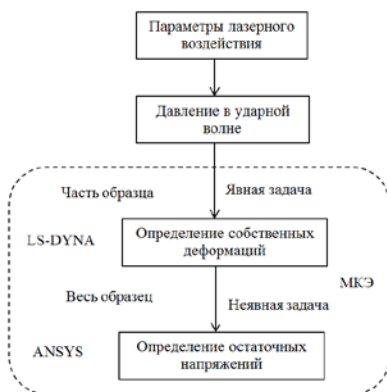 Параметры лазерного
воздействия
Давление в ударной
волне
Часть образца
Явная задача
LS-DYNA
Определение собственных
деформаций
МКЭ
Весь образец
Неявная задача
ANSYS
Определение остаточных
напряжений